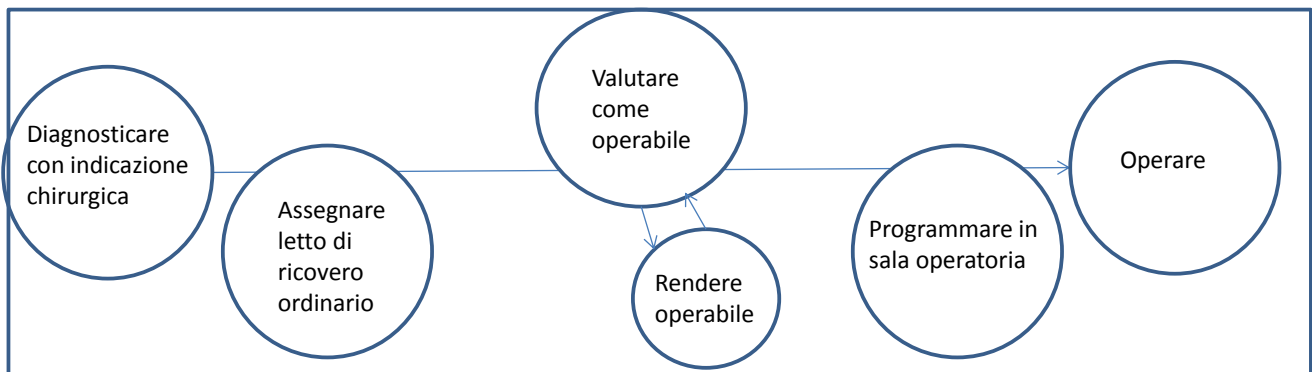 Diagnosticare
con indicazione
chirurgica
Assegnare
letto di
ricovero
ordinario
Valutare
come
operabile
Rendere
operabile
Programmare in
sala operatoria
Operare